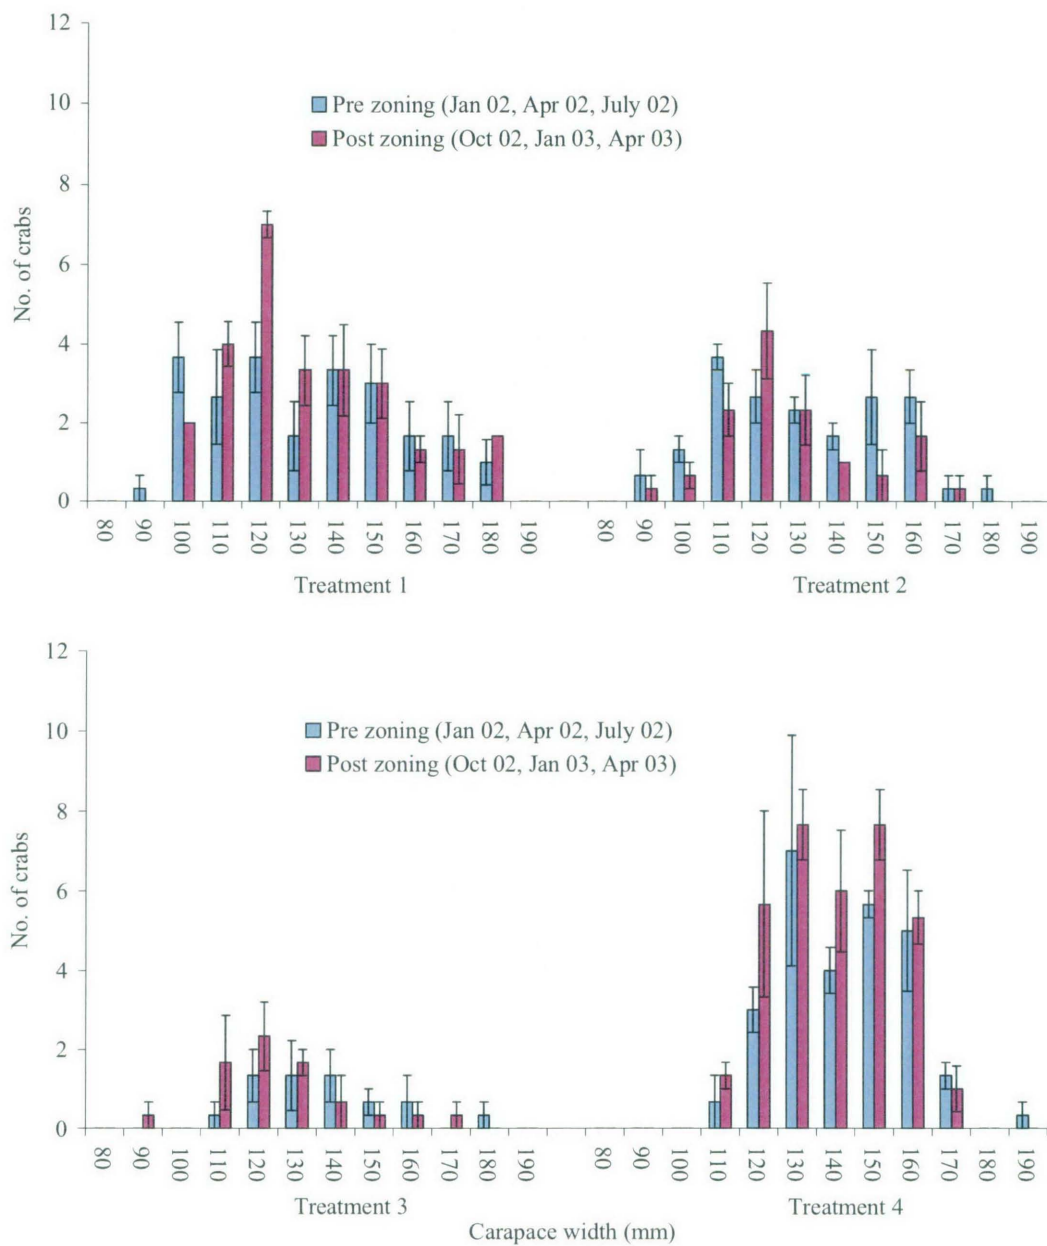 12
10
8
6
4
2
0
No. of crabs
Pre zoning (Jan 02, Apr 02, July 02)
Post zoning (Oct 02, Jan 03, Apr 03)
80 90 100 110 120 130 140 150 160 170 180 190 80 90 100 110 120 130 140 150 160 170 180 190
Treatment 1 Treatment 2
12
10
8
6
4
2
0
No. of crabs
Pre zoning (Jan 02, Apr 02, July 02)
Post zoning (Oct 02, Jan 03, Apr 03)
80 90 100 110 120 130 140 150 160 170 180 190 80 90 100 110 120 130 140 150 160 170 180 190
Treatment 3 Treatment 4
Carapace width (mm)